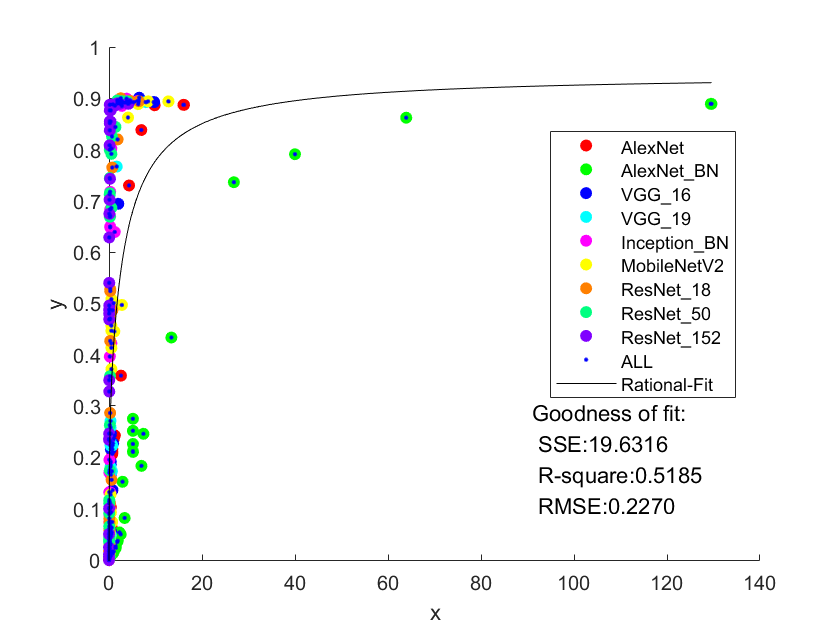 1
0.9
0.8
0.7
0.6
0.5
0.4
0.3
0.2
0.1
0
y
0
20
40
60
80
100
120
140
x
AlexNet
AlexNet_BN
VGG_16
VGG_19
Inception_BN
MobileNetV2
ResNet_18
ResNet_50
ResNet_152
ALL
Rational-Fit
Goodness of fit:
SSE:19.6316
R-square:0.5185
RMSE:0.2270